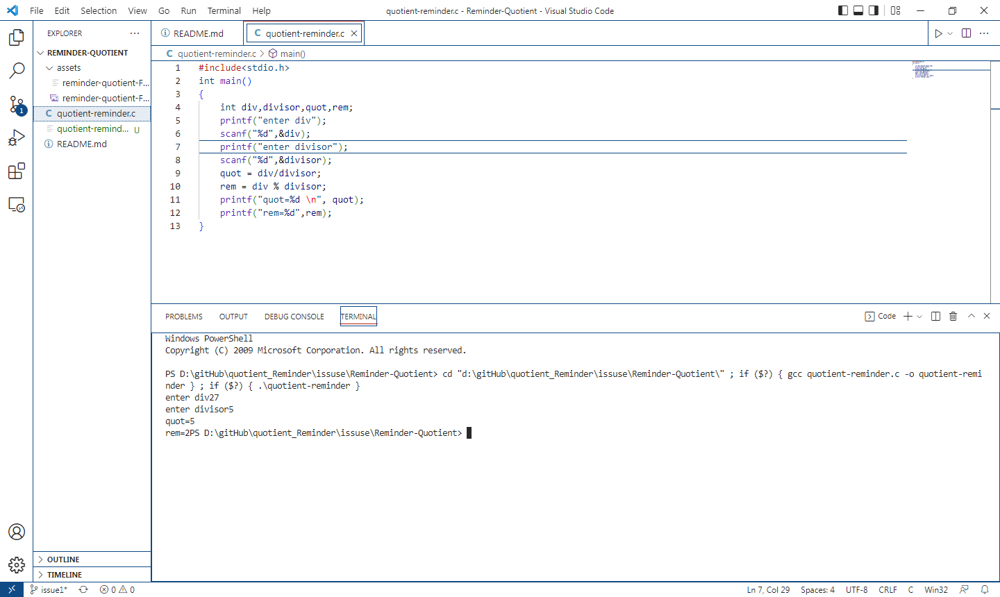 File Edit Selection View Go Run Terminal Help quotient-reminder.c - Reminder-Quotient - Visual Studio Code
EXPLORER
README.md
quotient-reminder.c
REMINDER-QUOTIENT
assets
reminder-quotient-F...
reminder-quotient-F...
quotient-reminder.c
quotient-remind... U
README.md
1
quotient-reminder.c > main()
1 #include<stdio.h>
2 int main()
3 {
4 int div,divisor,quot,rem;
5 printf("enter div");
6 scanf("%d",&div);
7 printf("enter divisor");
8 scanf("%d",&divisor);
9 quot = div/divisor;
10 rem = div % divisor;
11 printf("quot=%d \n", quot);
12 printf("rem=%d",rem);
13 }
PROBLEMS OUTPUT DEBUG CONSOLE TERMINAL Code
Windows PowerShell
Copyright (C) 2009 Microsoft Corporation. All rights reserved.
PS D:\gitHub\quotient_Reminder\issuse\Reminder-Quotient> cd "d:\gitHub\quotient_Reminder\issuse\Reminder-Quotient\" ; if ($?) { gcc quotient-reminder.c -o quotient-remi
nder } ; if ($?) { .\quotient-reminder }
enter div27
enter divisor5
quot=5
rem=2PS D:\gitHub\quotient_Reminder\issuse\Reminder-Quotient>
OUTLINE
TIMELINE
issue1* 0 0 Ln 7, Col 29 Spaces: 4 UTF-8 CRLF C Win32